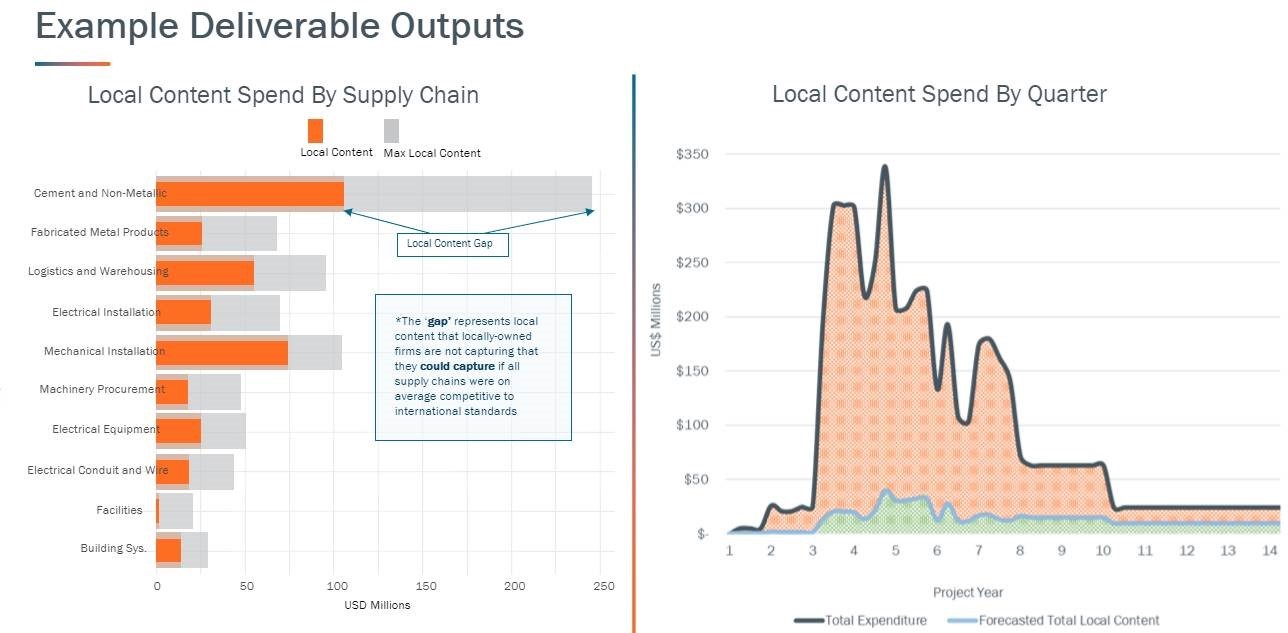 Example Deliverable Outputs
Local Content Spend By Supply Chain
Local Content
Max Local Content
Cement and Non-Metallic
Fabricated Metal Products
Logistics and Warehousing
Electrical Installation
Mechanical Installation
Machinery Procurement
Electrical Equipment
Electrical Conduit and Wire
Facilities
Building Sys.
Local Content Gap
*The 'gap' represents local
content that locally-owned
firms are not capturing that
they could capture if all
supply chains were on
average competitive to
international standards
0 50 100 150 200 250
USD Millions
Local Content Spend By Quarter
US$ Millions
$350
$300
$250
$200
$150
$100
$50
$-
1 2 3 4 5 6 7 8 9 10 11 12 13 14
Project Year
Total Expenditure
Forecasted Total Local Content